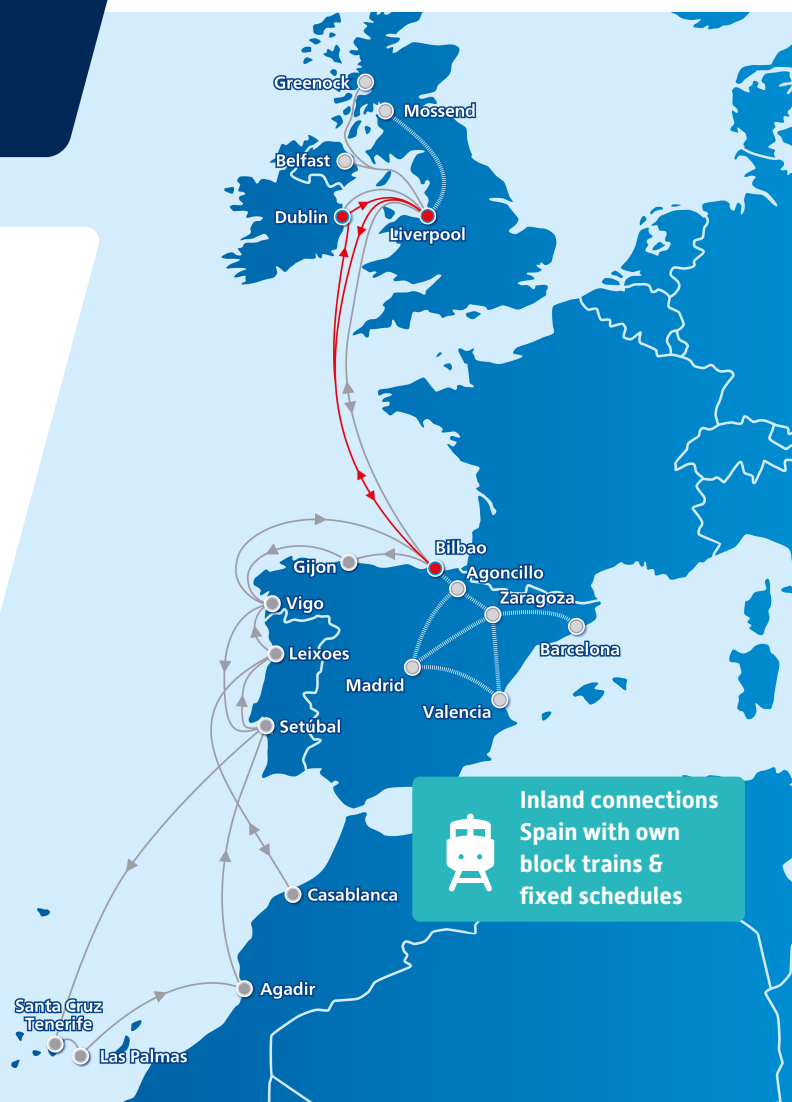 Greenock
Mossend
Belfast
Dublin
Liverpool
Bilbao
Gijon
Agoncillo
Zaragoza
Vigo
Barcelona
Leixoes
Madrid
Valencia
Setúbal
Inland connections
Spain with own
block trains &
fixed schedules
Casablanca
Agadir
Santa Cruz
Tenerife
Las Palmas